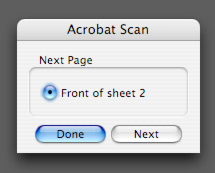 Acrobat Scan
Next Page
Front of sheet 2
Done Next